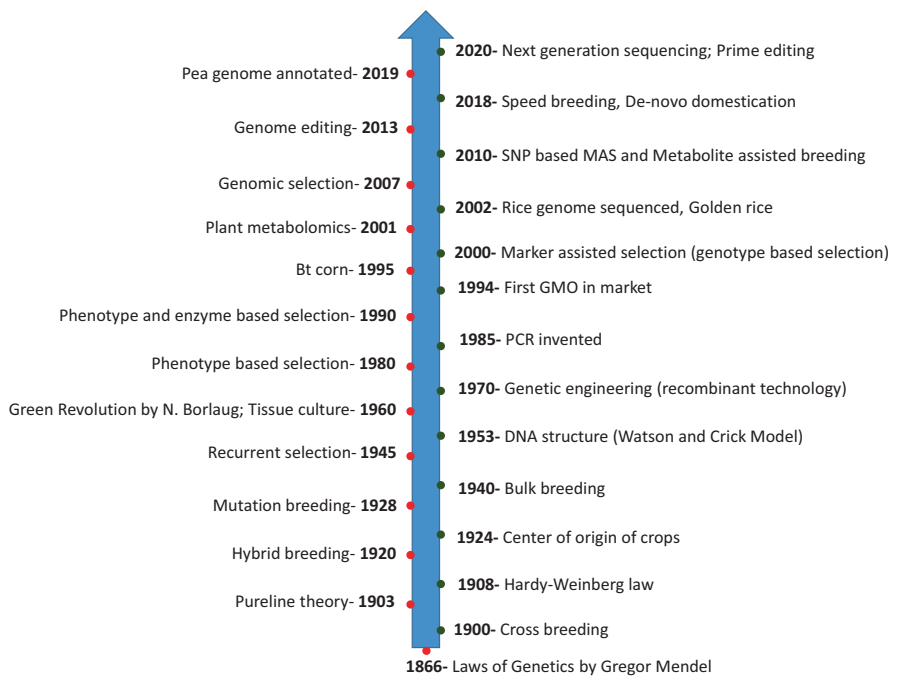 2020- Next generation sequencing; Prime editing
Pea genome annotated- 2019
2018- Speed breeding, De-novo domestication
Genome editing- 2013
2010- SNP based MAS and Metabolite assisted breeding
Genomic selection- 2007
2002- Rice genome sequenced, Golden rice
Plant metabolomics- 2001
2000- Marker assisted selection (genotype based selection)
Bt corn- 1995
1994- First GMO in market
Phenotype and enzyme based selection- 1990
1985- PCR invented
Phenotype based selection- 1980
1970- Genetic engineering (recombinant technology)
Green Revolution by N. Borlaug; Tissue culture- 1960
1953- DNA structure (Watson and Crick Model)
Recurrent selection- 1945
1940- Bulk breeding
Mutation breeding- 1928
1924- Center of origin of crops
Hybrid breeding- 1920
1908- Hardy-Weinberg law
Pureline theory- 1903
1900- Cross breeding
1866- Laws of Genetics by Gregor Mendel